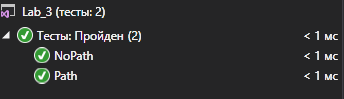 Lab_3 (тесты: 2)
Тесты: Пройден (2) < 1 мс
NoPath < 1 мс
Path < 1 мс